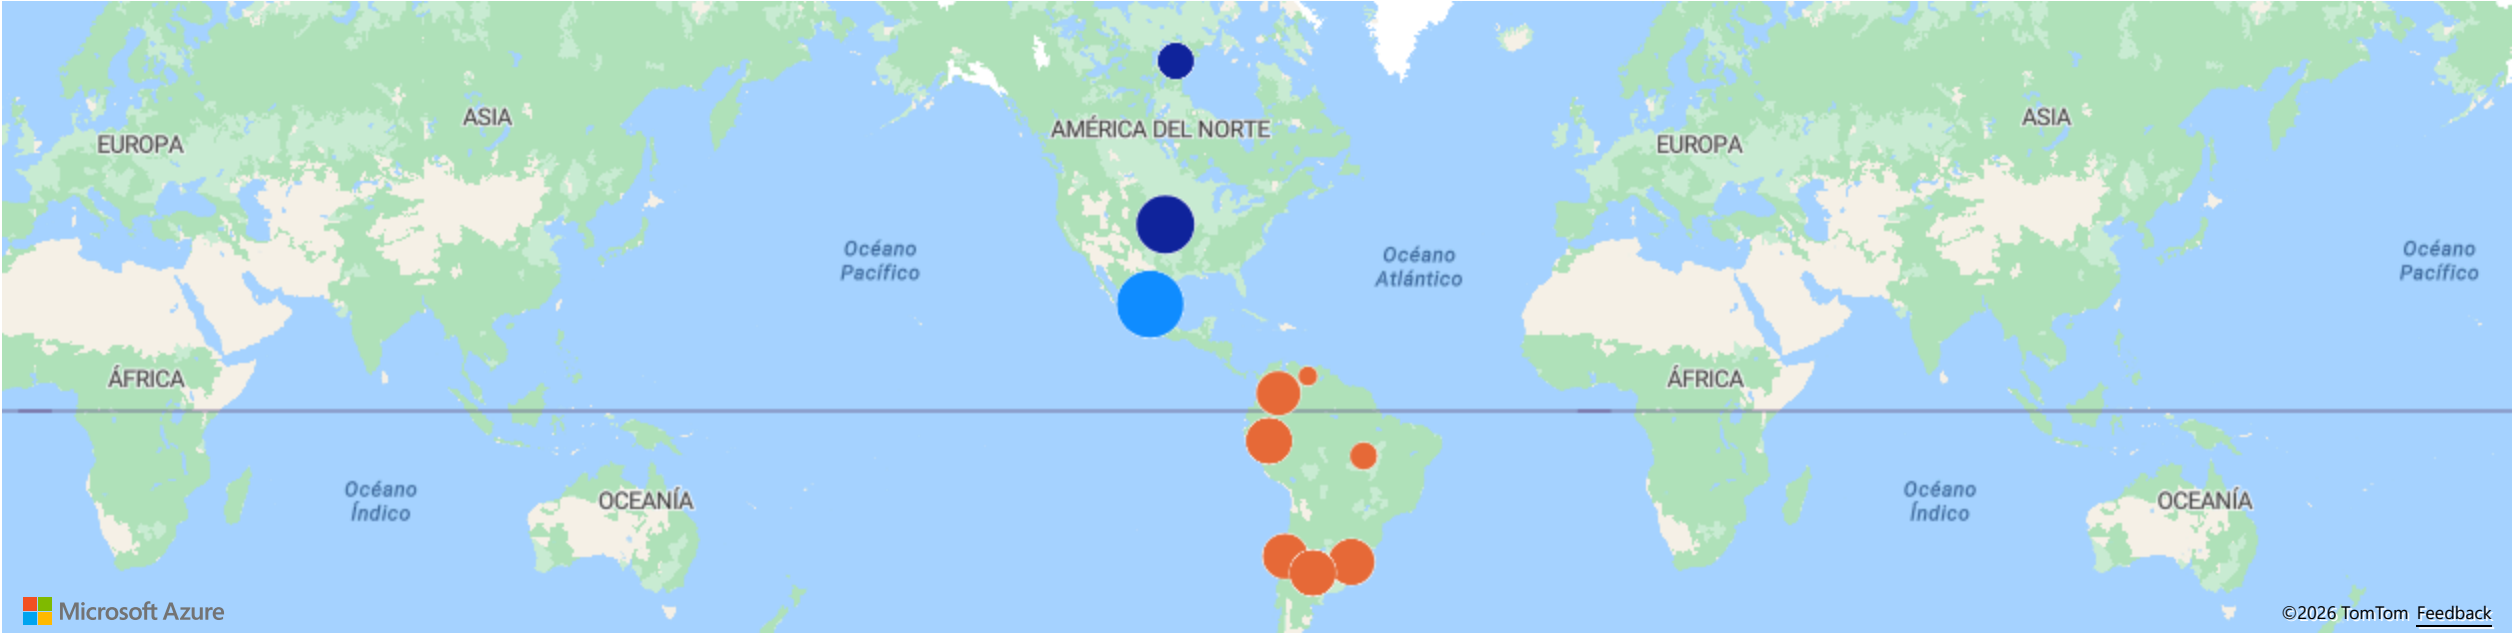 ASIA
EUROPA
AMÉRICA DEL NORTE
ASIA
EUROPA
Océano
Pacífico
Océano
Atlántico
Océano
Pacífico
ÁFRICA
ÁFRICA
Océano
Índico
OCEANÍA
Océano
Índico
OCEANÍA
Microsoft Azure
©2026 TomTom Feedback